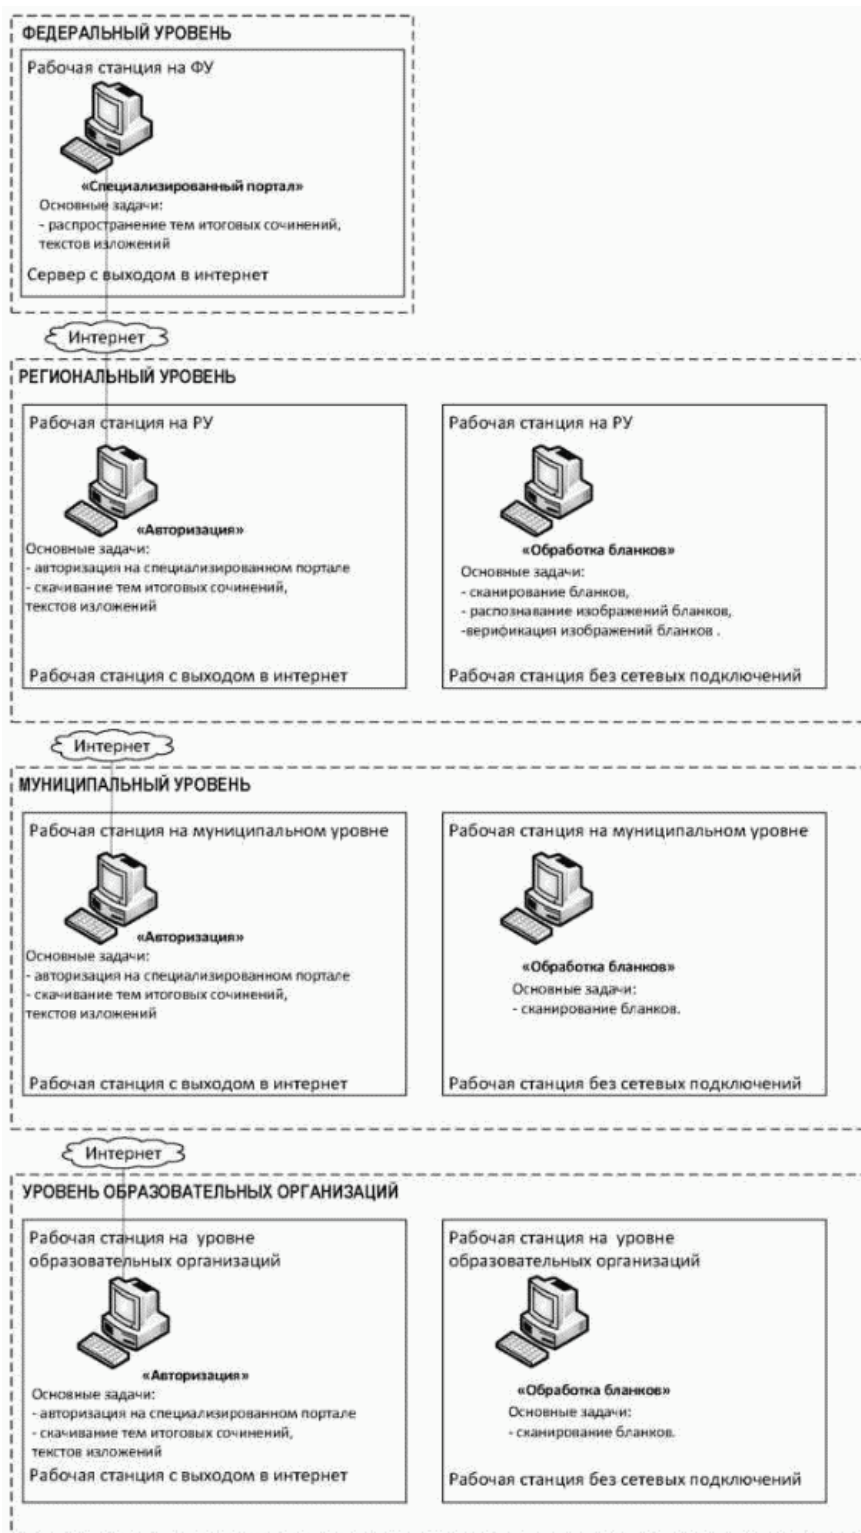 ФЕДЕРАЛЬНЫЙ УРОВЕНЬ
Рабочая станция на ФУ
«Специализированный портал»
Основные задачи:
- распространение тем итоговых сочинений,
текстов изложений
Сервер с выходом в интернет
Интернет
РЕГИОНАЛЬНЫЙ УРОВЕНЬ
Рабочая станция на РУ
«Авторизация»
Основные задачи:
- авторизация на специализированном портале
- скачивание тем итоговых сочинений,
текстов изложений
Рабочая станция с выходом в интернет
Рабочая станция на РУ
«Обработка бланков»
Основные задачи:
- сканирование бланков,
- распознавание изображений бланков,
-верификация изображений бланков .
Рабочая станция без сетевых подключений
Интернет
МУНИЦИПАЛЬНЫЙ УРОВЕНЬ
Рабочая станция на муниципальном уровне
«Авторизация»
Основные задачи:
- авторизация на специализированном портале
- скачивание тем итоговых сочинений,
текстов изложений
Рабочая станция с выходом в интернет
Рабочая станция на муниципальном уровне
«Обработка бланков»
Основные задачи:
- сканирование бланков.
Рабочая станция без сетевых подключений
Интернет
УРОВЕНЬ ОБРАЗОВАТЕЛЬНЫХ ОРГАНИЗАЦИЙ
Рабочая станция на уровне
образовательных организаций
«Авторизация»
Основные задачи:
- авторизация на специализированном портале
- скачивание тем итоговых сочинений,
текстов изложений
Рабочая станция с выходом в интернет
Рабочая станция на уровне
образовательных организаций
«Обработка бланков»
Основные задачи:
- сканирование бланков.
Рабочая станция без сетевых подключений